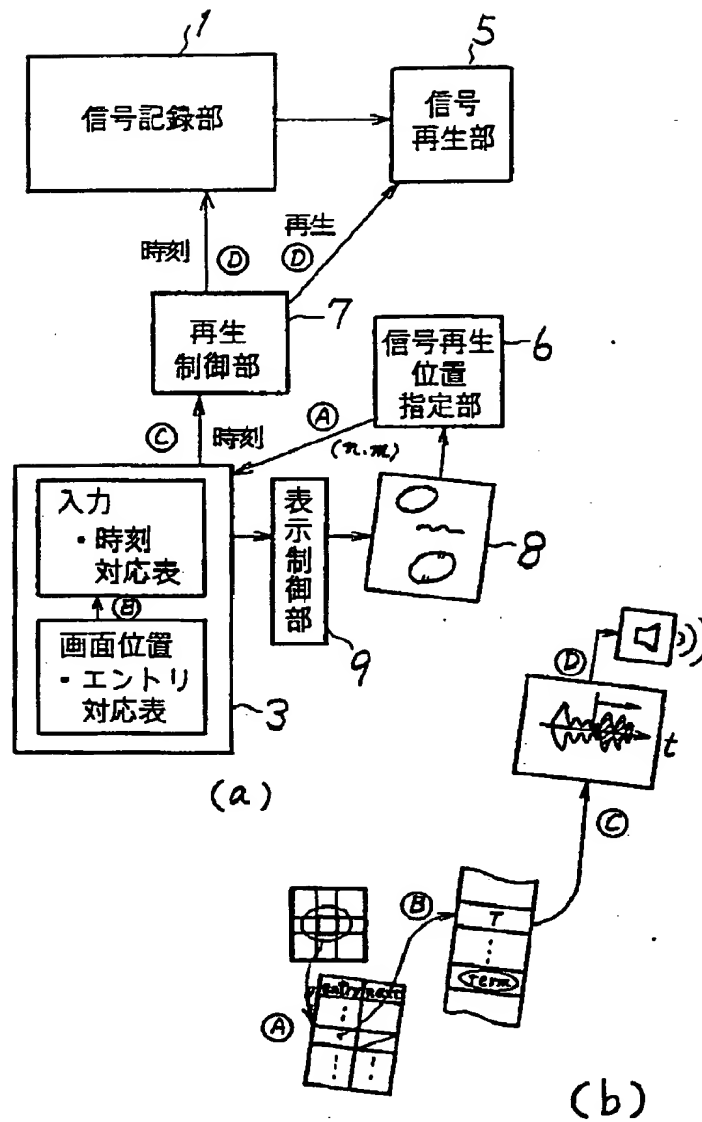 1
信号記録部
5
信号
再生部
時刻
Ⓓ
再生
Ⓓ
再生
制御部
7
信号再生
位置
指定部
6
Ⓒ
時刻
Ⓐ
(n.m)
入力
・時刻
対応表
Ⓑ
画面位置
・エントリ
対応表
3
表示制御部
9
8
(a)
Ⓓ
t
Ⓒ
Ⓑ
T
Term
Ⓐ
entry next
(b)